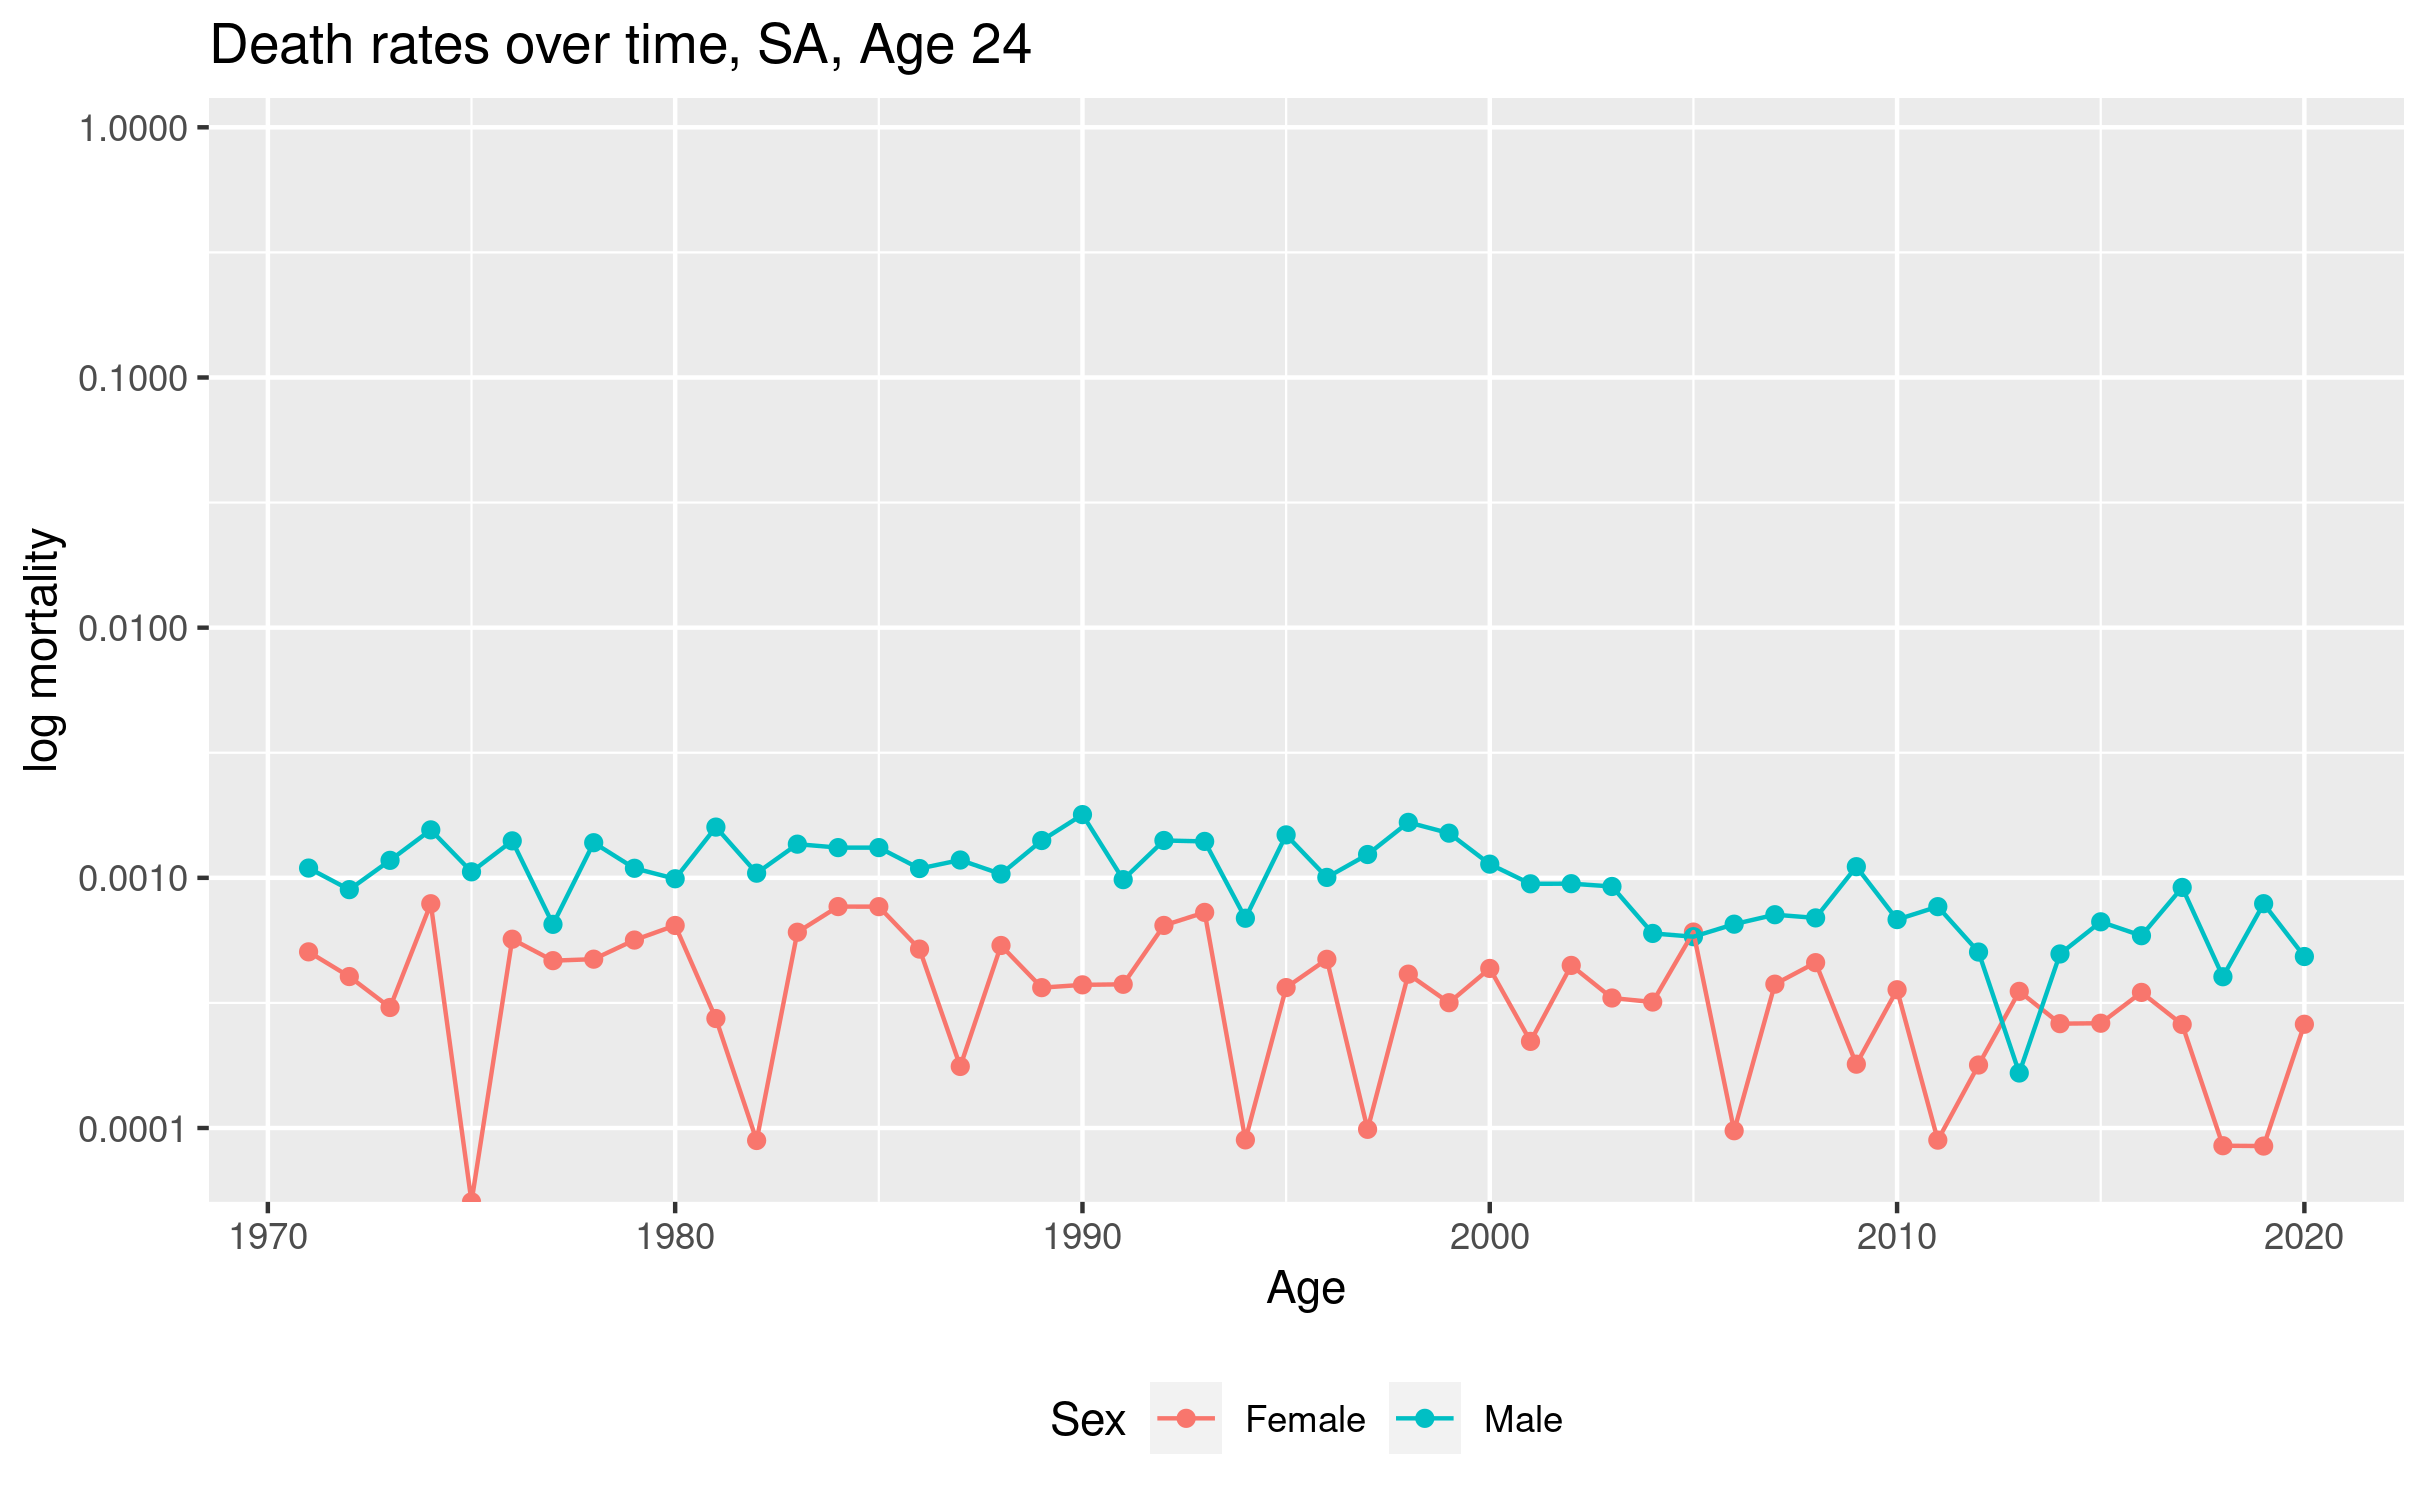 Death rates over time, SA, Age 24
1.0000
0.1000
0.0100
0.0010
0.0001
log mortality
1970 1980 1990 2000 2010 2020
Age
Sex Female Male